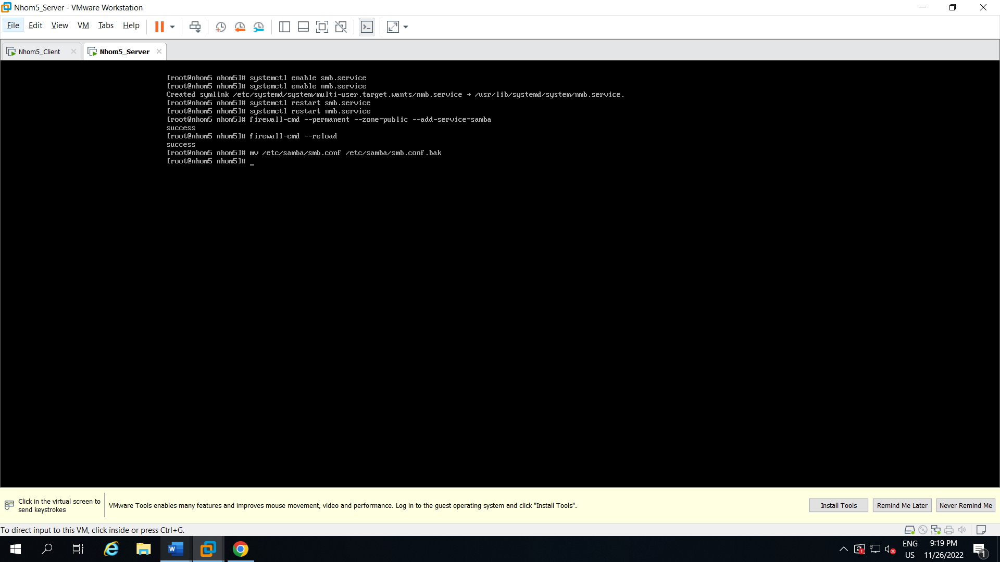 Nhom5_Server - VMware Workstation
File Edit View VM Tabs Help
Nhom5_Client Nhom5_Server
[root@nhom5 nhom5]# systemctl enable smb.service
[root@nhom5 nhom5]# systemctl enable nmb.service
Created symlink /etc/systemd/system/multi-user.target.wants/nmb.service → /usr/lib/systemd/system/nmb.service.
[root@nhom5 nhom5]# systemctl restart smb.service
[root@nhom5 nhom5]# systemctl restart nmb.service
[root@nhom5 nhom5]# firewall-cmd --permanent --zone=public --add-service=samba
success
[root@nhom5 nhom5]# firewall-cmd --reload
success
[root@nhom5 nhom5]# mv /etc/samba/smb.conf /etc/samba/smb.conf.bak
[root@nhom5 nhom5]# _
Click in the virtual screen to
send keystrokes
VMware Tools enables many features and improves mouse movement, video and performance. Log in to the guest operating system and click "Install Tools".
Install Tools Remind Me Later Never Remind Me
To direct input to this VM, click inside or press Ctrl+G.
ENG
US
9:19 PM
11/26/2022
1